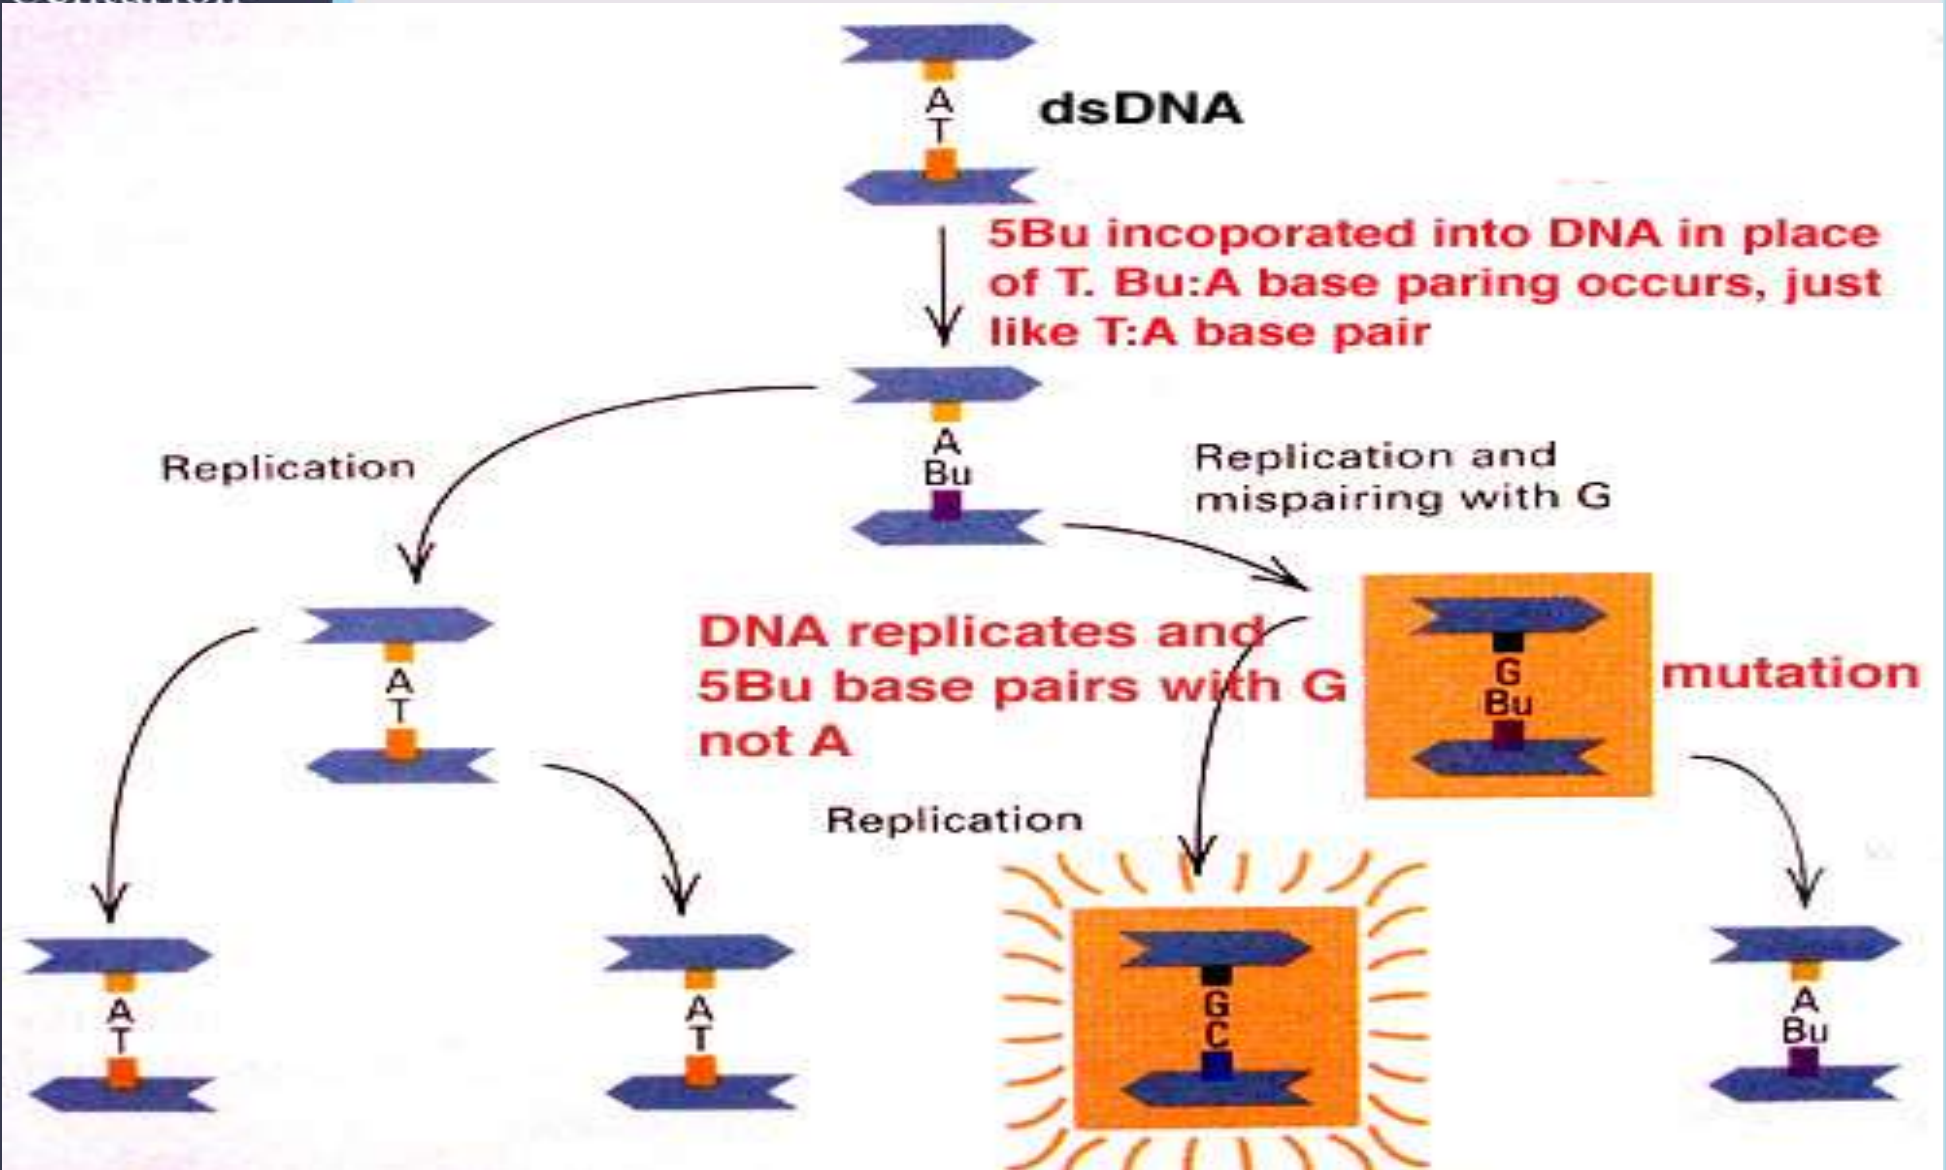 A
T
dsDNA
5Bu incoporated into DNA in place
of T. Bu:A base paring occurs, just
like T:A base pair
A
Bu
Replication
Replication and
mispairing with G
A
T
DNA replicates and
5Bu base pairs with G
not A
G
Bu
mutation
Replication
A
T
A
T
G
C
A
Bu